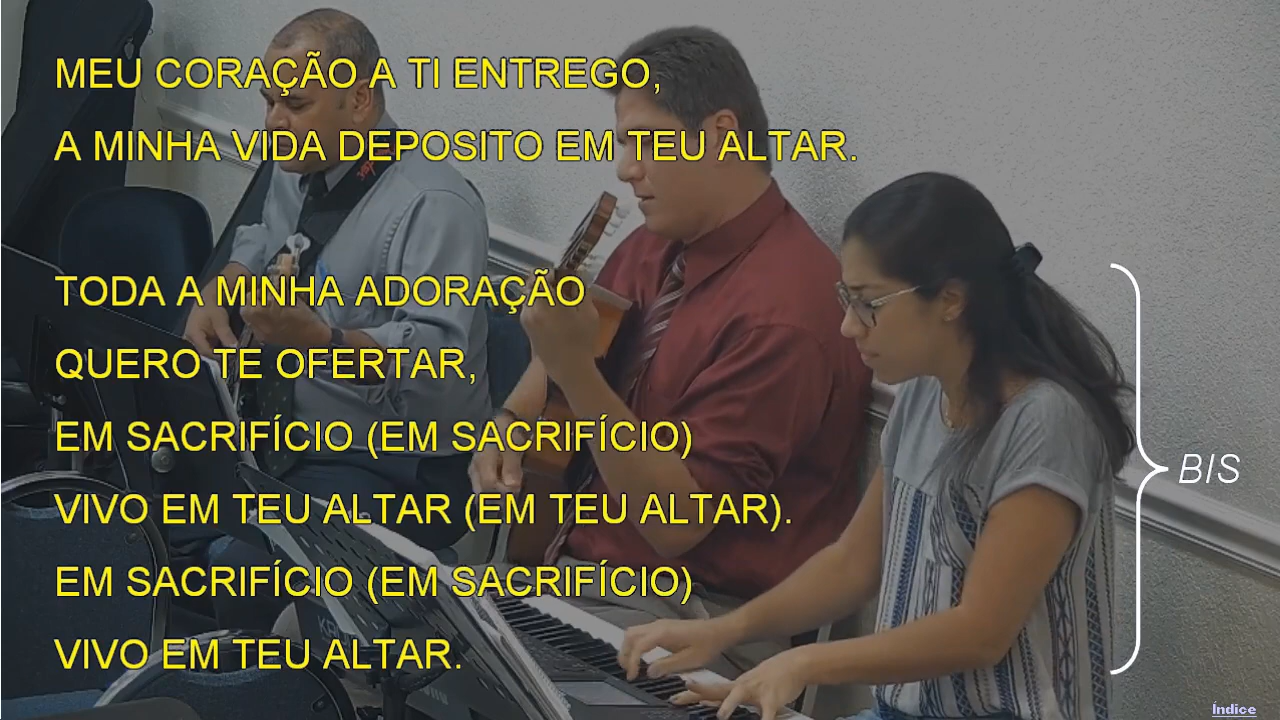 MEU CORAÇÃO A TI ENTREGO,
A MINHA VIDA DEPOSITO EM TEU ALTAR.
TODA A MINHA ADORAÇÃO
QUERO TE OFERTAR,
EM SACRIFÍCIO (EM SACRIFÍCIO)
VIVO EM TEU ALTAR (EM TEU ALTAR).
EM SACRIFÍCIO (EM SACRIFÍCIO)
VIVO EM TEU ALTAR.
BIS
Índice